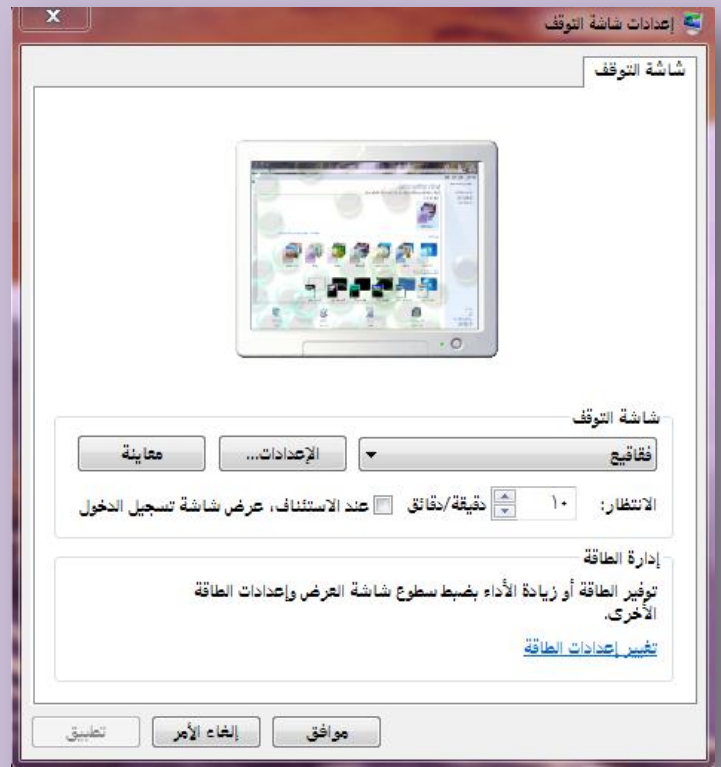 إعدادات شاشة التوقف
X
شاشة التوقف
شاشة التوقف
فقاقيع
الإعدادات...
معاينة
الانتظار: ١٠ دقيقة/دقائق عند الاستئناف، عرض شاشة تسجيل الدخول
إدارة الطاقة
توفير الطاقة أو زيادة الأداء بضبط سطوع شاشة العرض وإعدادات الطاقة
الأخرى.
تغيير إعدادات الطاقة
موافق
إلغاء الأمر
تطبيق